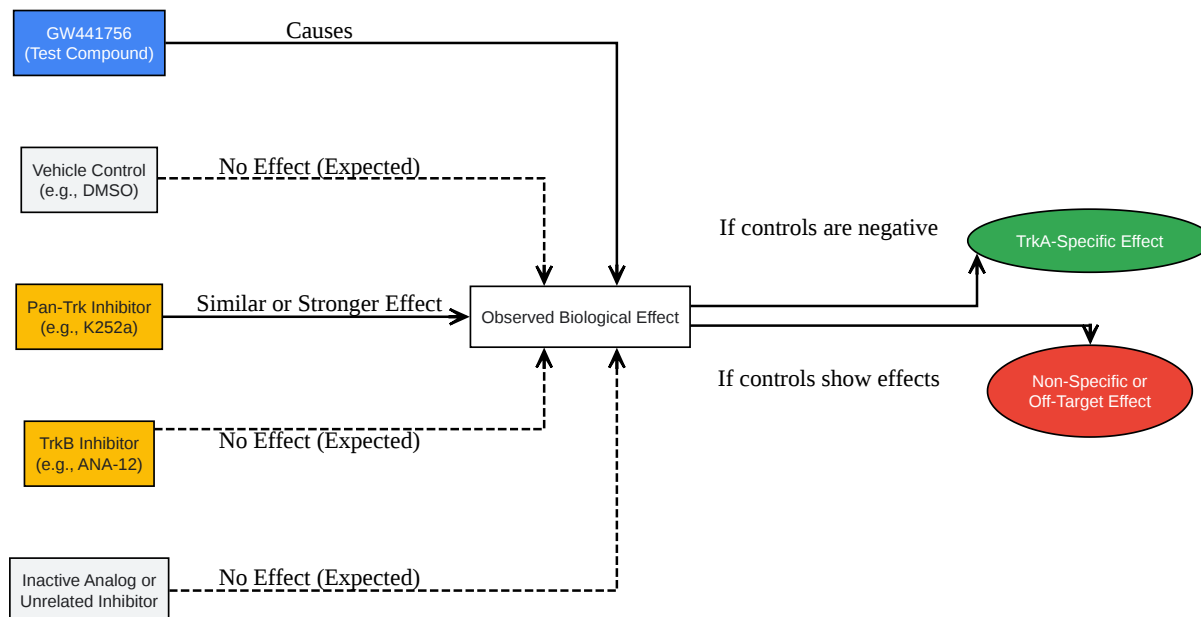 GW441756
(Test Compound)
Causes
Vehicle Control
(e.g., DMSO)
No Effect (Expected)
If controls are negative
TrkA-Specific Effect
Pan-Trk Inhibitor
(e.g., K252a)
Similar or Stronger Effect
Observed Biological Effect
If controls show effects
Non-Specific or
Off-Target Effect
TrkB Inhibitor
(e.g., ANA-12)
No Effect (Expected)
Inactive Analog or
Unrelated Inhibitor
No Effect (Expected)